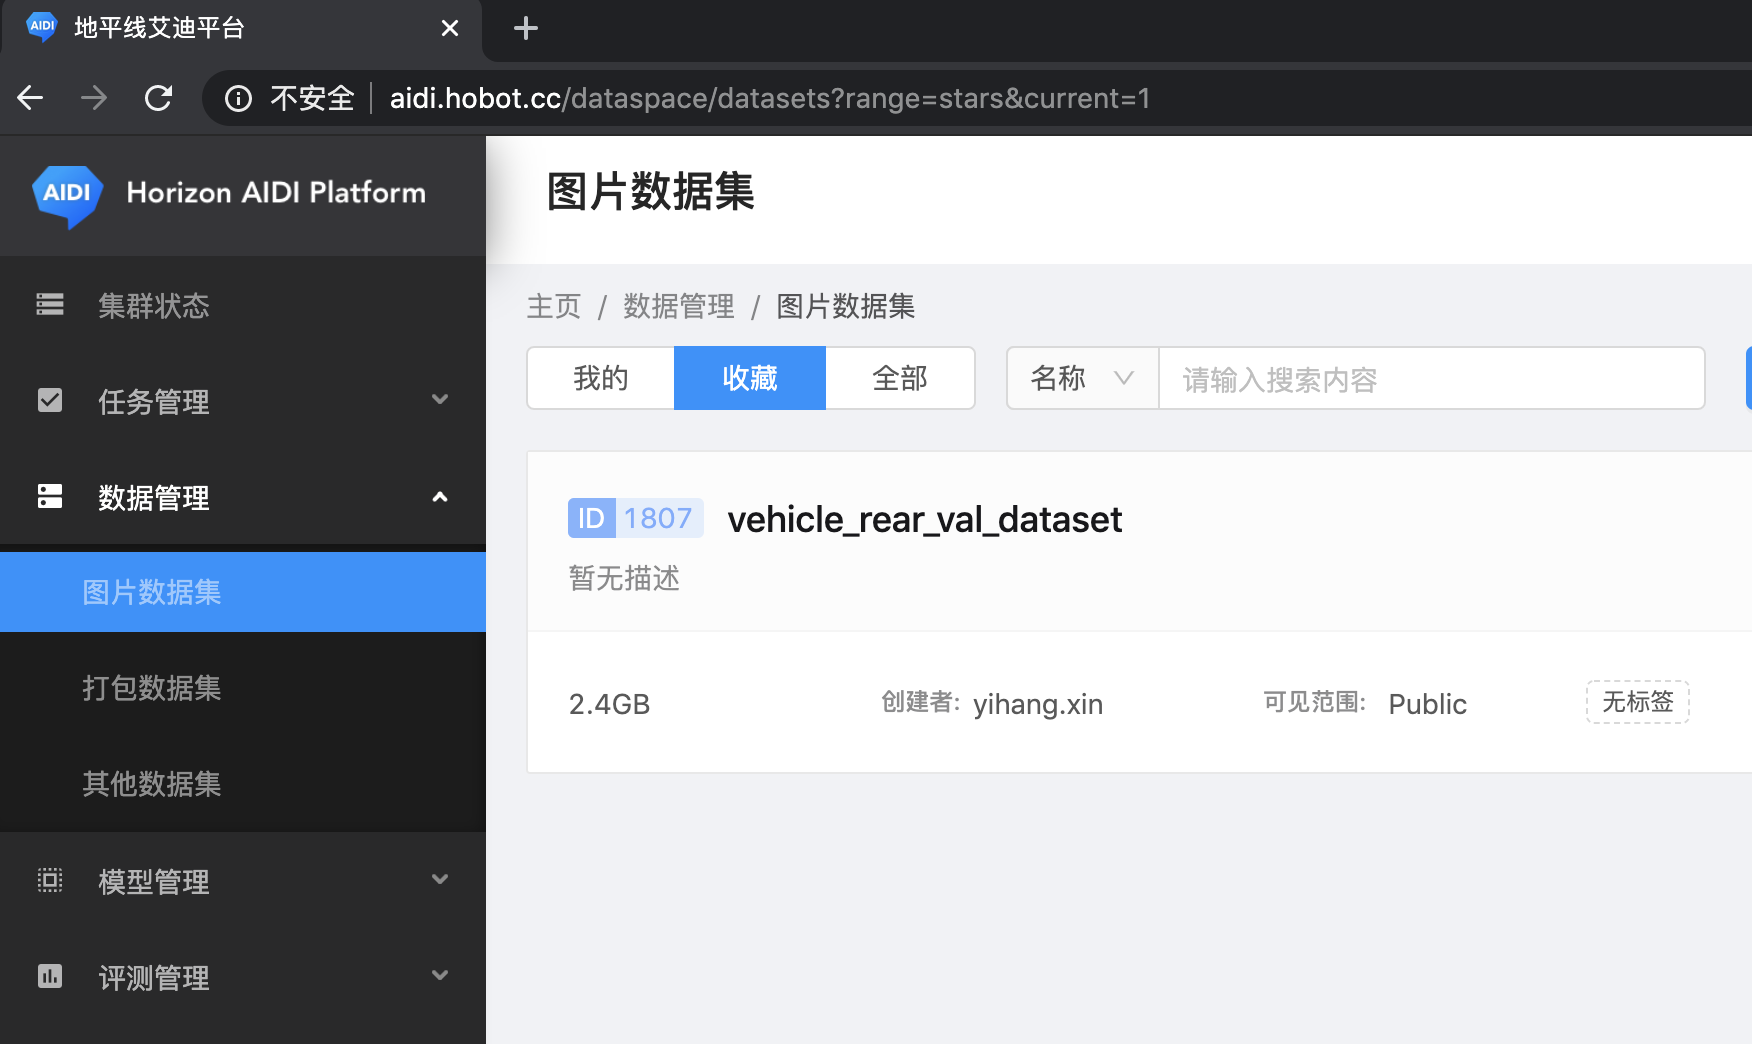 AIDI 地平线艾迪平台
不安全 aidi.hobot.cc/dataspace/datasets?range=stars&current=1
AIDI Horizon AIDI Platform
集群状态
任务管理
数据管理
图片数据集
打包数据集
其他数据集
模型管理
评测管理
图片数据集
主页 / 数据管理 / 图片数据集
我的 收藏 全部 名称 请输入搜索内容
ID 1807 vehicle_rear_val_dataset
暂无描述
2.4GB 创建者: yihang.xin 可见范围: Public 无标签